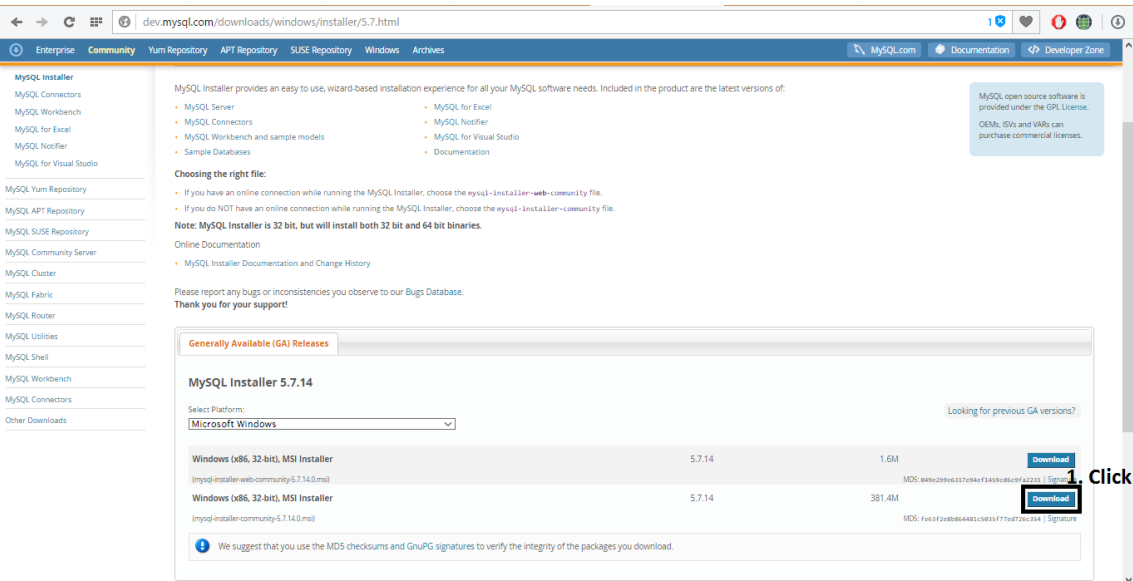 dev.mysql.com/downloads/windows/installer/5.7.html
1
Enterprise Community Yum Repository APT Repository SUSE Repository Windows Archives MySQL.com Documentation Developer Zone
MySQL Installer
MySQL Connectors
MySQL Workbench
MySQL for Excel
MySQL Notifier
MySQL for Visual Studio
MySQL Yum Repository
MySQL APT Repository
MySQL SUSE Repository
MySQL Community Server
MySQL Cluster
MySQL Fabric
MySQL Router
MySQL Utilities
MySQL Shell
MySQL Workbench
MySQL Connectors
Other Downloads
MySQL Installer provides an easy to use, wizard-based installation experience for all your MySQL software needs. Included in the product are the latest versions of:
MySQL Server
MySQL Connectors
MySQL Workbench and sample models
Sample Databases
MySQL for Excel
MySQL Notifier
MySQL for Visual Studio
Documentation
MySQL open source software is
provided under the GPL License.
OEMs, ISVs and VARs can
purchase commercial licenses.
Choosing the right file:
If you have an online connection while running the MySQL Installer, choose the mysql-installer-web-community file.
If you do NOT have an online connection while running the MySQL Installer, choose the mysql-installer-community file.
Note: MySQL Installer is 32 bit, but will install both 32 bit and 64 bit binaries.
Online Documentation
MySQL Installer Documentation and Change History
Please report any bugs or inconsistencies you observe to our Bugs Database.
Thank you for your support!
Generally Available (GA) Releases
MySQL Installer 5.7.14
Select Platform:
Looking for previous GA versions?
Microsoft Windows
Windows (x86, 32-bit), MSI Installer 5.7.14 1.6M Download
(mysql-installer-web-community-5.7.14.0.msi) MD5: | Signature
1. Click
Windows (x86, 32-bit), MSI Installer 5.7.14 381.4M Download
(mysql-installer-community-5.7.14.0.msi) MD5: | Signature
We suggest that you use the MD5 checksums and GnuPG signatures to verify the integrity of the packages you download.